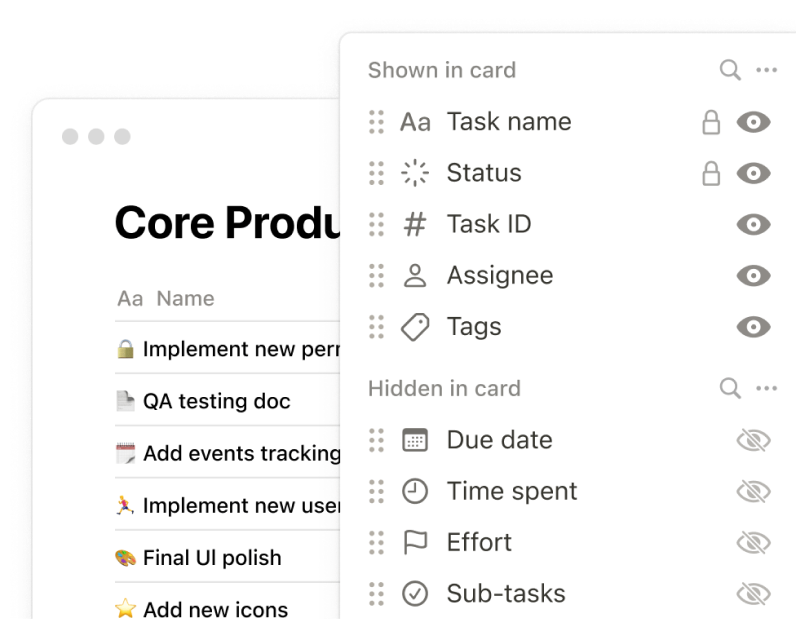 Shown in card
Aa Task name
Status
# Task ID
Assignee
Tags
Hidden in card
Due date
Time spent
Effort
Sub-tasks
Core Produ
Aa Name
Implement new perr
QA testing doc
Add events tracking
Implement new user
Final UI polish
Add new icons